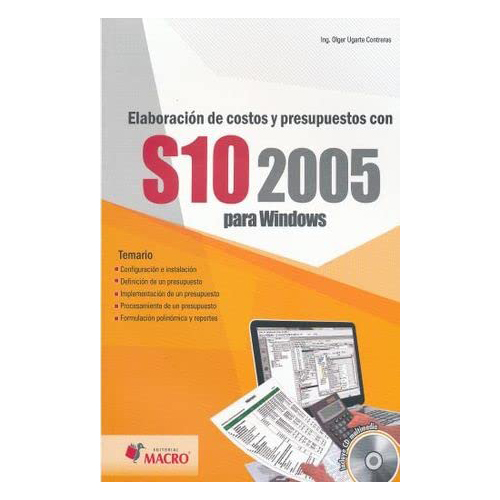 Ing. Olger Ugarte Contreras
Elaboración de costos y presupuestos con
S10 2005
para Windows
Temario
Configuración e instalación
Definición de un presupuesto
Implementación de un presupuesto
Procesamiento de un presupuesto
Formulación polinómica y reportes
Incluye CD multimedia
EDITORIAL
MACRO